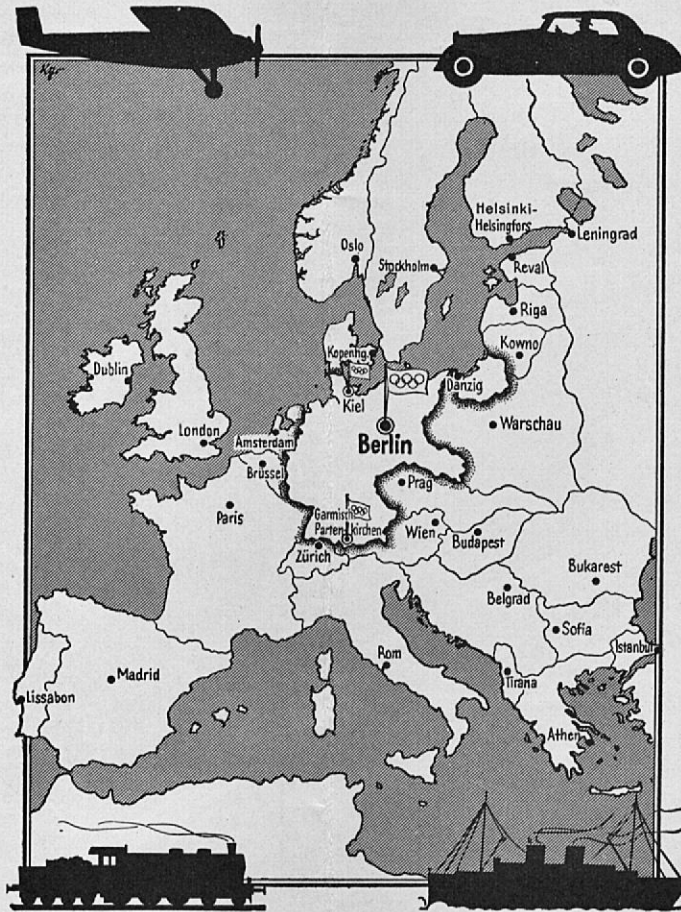 Helsinki-
Helsingfors
Leningrad
Oslo
Stockholm
Reval
Riga
Kopenhg.
Kowno
Dublin
Danzig
Kiel
London
Amsterdam
Berlin
Warschau
Brüssel
Prag
Paris
Garmisch
Partenkirchen
Wien
Zürich
Budapest
Bukarest
Belgrad
Sofia
Istanbul
Rom
Madrid
Tirana
Lissabon
Athen